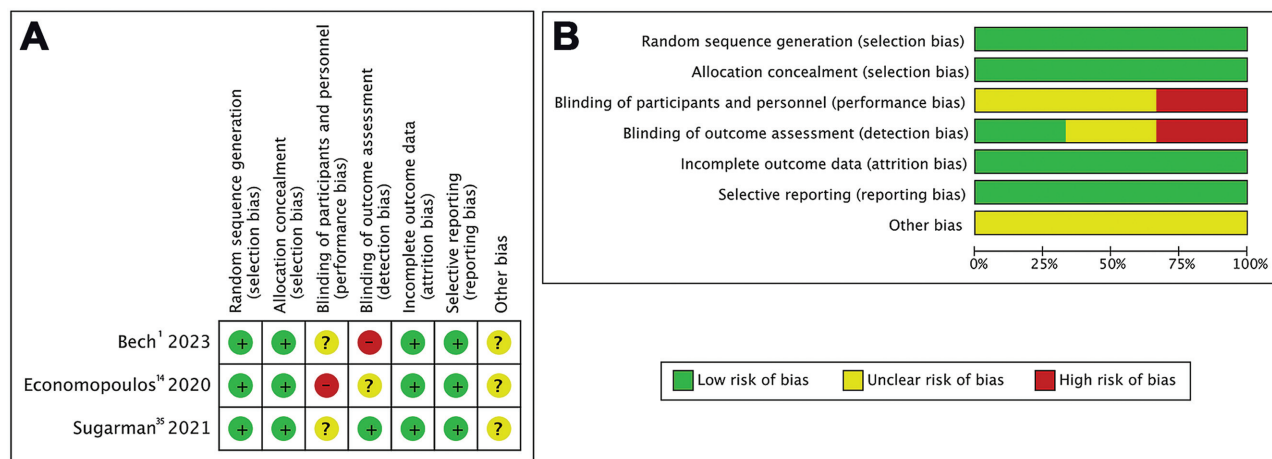 A
Random sequence generation
(selection bias)
Allocation concealment
(selection bias)
Blinding of participants and personnel
(performance bias)
Blinding of outcome assessment
(detection bias)
Incomplete outcome data
(attrition bias)
Selective reporting
(reporting bias)
Other bias
Bech¹ 2023 + + ? - + + ?
Economopoulos¹⁴ 2020 + + - ? + + ?
Sugarman³⁵ 2021 + + ? + + + ?
B
Random sequence generation (selection bias)
Allocation concealment (selection bias)
Blinding of participants and personnel (performance bias)
Blinding of outcome assessment (detection bias)
Incomplete outcome data (attrition bias)
Selective reporting (reporting bias)
Other bias
0% 25% 50% 75% 100%
Low risk of bias Unclear risk of bias High risk of bias